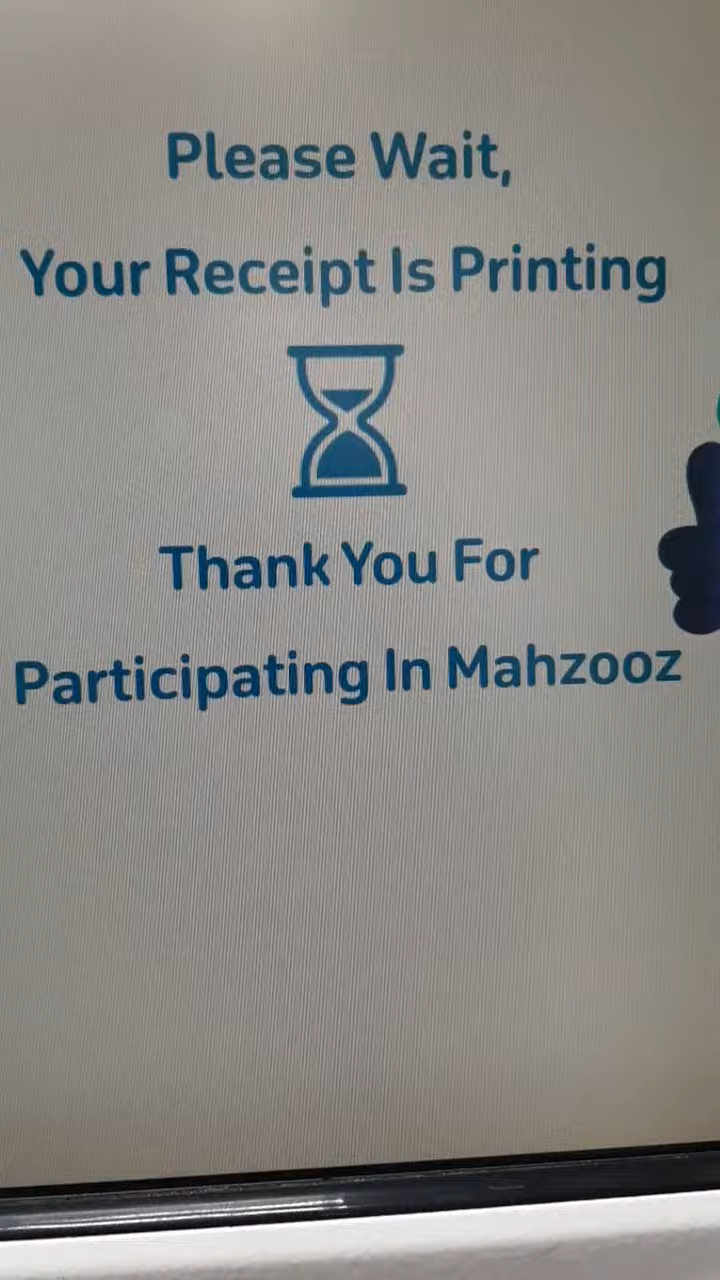 Please Wait,
Your Receipt Is Printing
Thank You For
Participating In Mahzooz